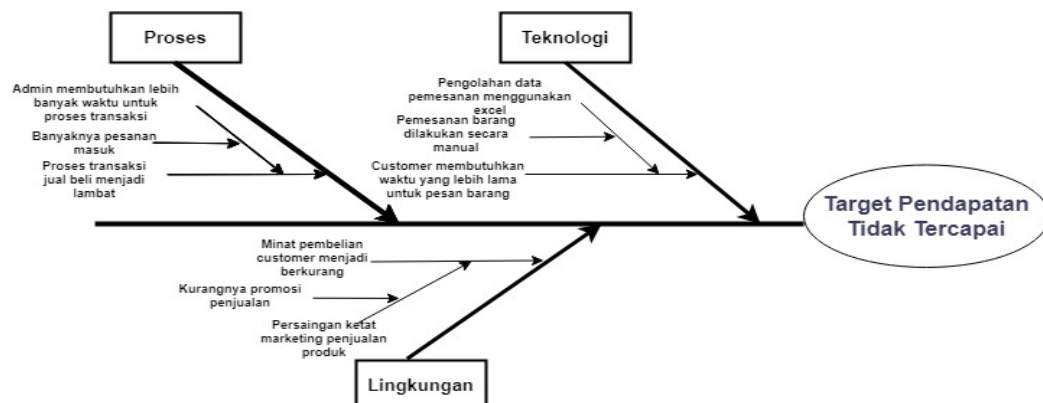 Proses
Teknologi
Admin membutuhkan lebih
banyak waktu untuk
proses transaksi
Banyaknya pesanan
masuk
Proses transaksi
jual beli menjadi
lambat
Pengolahan data
pemesanan menggunakan
excel
Pemesanan barang
dilakukan secara
manual
Customer membutuhkan
waktu yang lebih lama
untuk pesan barang
Target Pendapatan
Tidak Tercapai
Minat pembelian
customer menjadi
berkurang
Kurangnya promosi
penjualan
Persaingan ketat
marketing penjualan
produk
Lingkungan